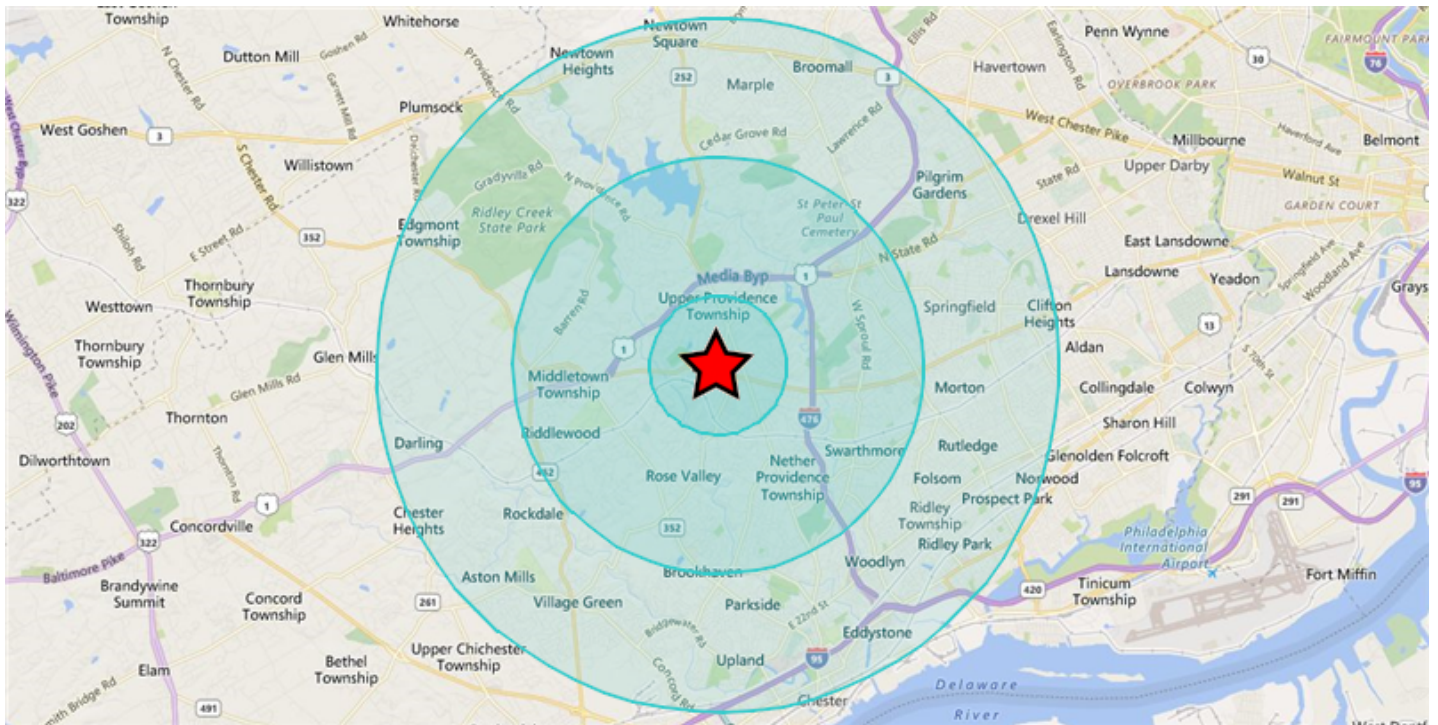 Township
Whitehorse
Newtown
Square
Ellis Rd
Earlington Rd
Penn Wynne
FAIRMOUNT PARK
76
30
Dutton Mill
Goshen Rd
N Chester Rd
Garrett Mill Rd
Providence Rd
Newtown
Heights
252
Broomall
3
Havertown
OVERBROOK PARK
Marple
Plumsock
West Chester Byp
West Goshen
3
S Chester Rd
Willistown
Cedar Grove Rd
Lawrence Rd
West Chester Pike
Millbourne
Haverford Ave
Belmont
Upper Darby
Walnut St
GARDEN COURT
322
Gradyville Rd
N Providence Rd
Pilgrim
Gardens
State Rd
Ridley Creek
State Park
St Peter-St
Paul
Cemetery
Drexel Hill
Edgmont
Township
Shiloh Rd
E Street Rd
352
N State Rd
East Lansdowne
Lansdowne
Yeadon
Springfield Ave
Woodland Ave
Grays
Media Byp
1
Thornbury
Township
Westtown
Upper Providence
Township
Barren Rd
W Sproul Rd
Springfield
Clifton
Heights
13
Wilmington Pike
Thornbury
Township
Glen Mills
1
Aldan
S 70th St
Glen Mills Rd
Middletown
Township
Morton
Collingdale
Colwyn
Thornton
476
Sharon Hill
202
Darling
Riddlewood
Swarthmore
Rutledge
Glenolden
Folcroft
Dilworthtown
Thornton Rd
452
Rose Valley
Nether
Providence
Township
Folsom
Norwood
Prospect Park
95
291
291
1
Chester
Heights
Rockdale
352
Ridley
Township
Philadelphia
International
Airport
Concordville
322
Ridley Park
Baltimore Pike
Woodlyn
Brandywine
Summit
Aston Mills
Brookhaven
420
Tinicum
Township
Fort Miffin
Concord
Township
261
Village Green
Parkside
E 22nd St
Bridgewater Rd
Eddystone
Elam
Bethel
Township
Upper Chichester
Township
Concord Rd
Upland
95
Delaware
River
Smith Bridge Rd
491
Chester